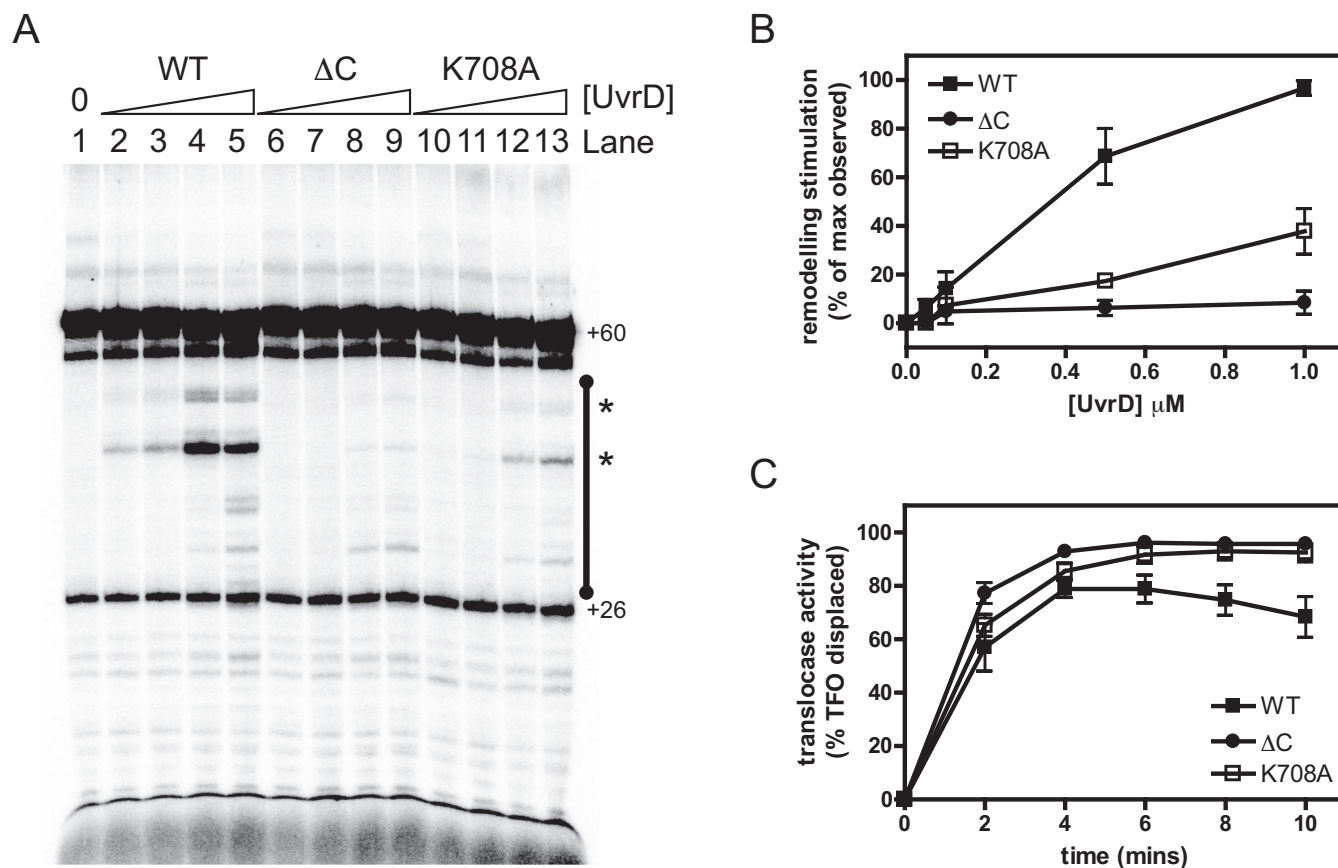 A
WT ΔC K708A
0 [UvrD]
1 2 3 4 5 6 7 8 9 10 11 12 13 Lane
+60
*
*
+26
B
remodelling stimulation
(% of max observed)
100
80
60
40
20
0
WT
ΔC
K708A
0.0 0.2 0.4 0.6 0.8 1.0
[UvrD] μM
C
translocase activity
(% TFO displaced)
100
80
60
40
20
0
WT
ΔC
K708A
0 2 4 6 8 10
time (mins)